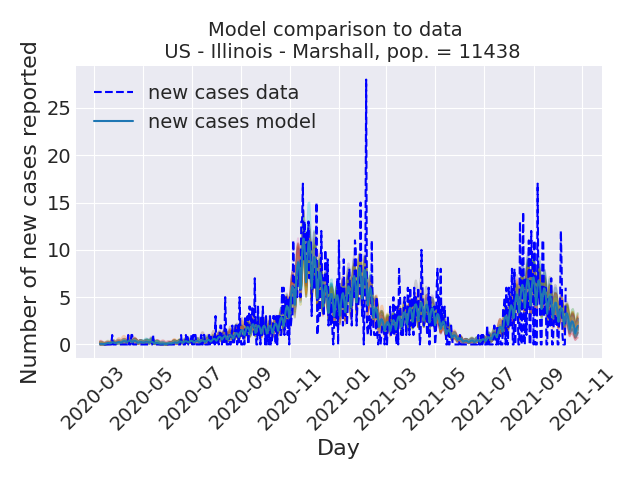 Model comparison to data
US - Illinois - Marshall, pop. = 11438
new cases data
new cases model
Number of new cases reported
25
20
15
10
5
0
2020-03
2020-05
2020-07
2020-09
2020-11
2021-01
2021-03
2021-05
2021-07
2021-09
2021-11
Day